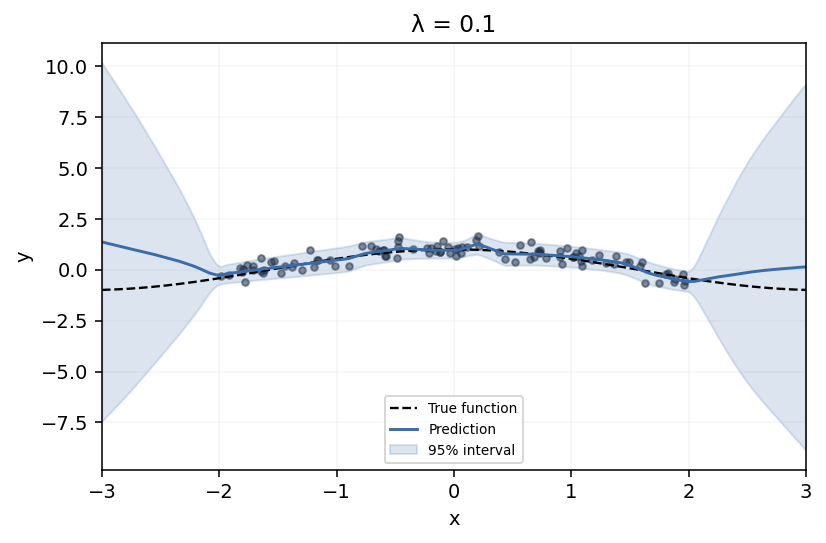 λ = 0.1
10.0
7.5
5.0
2.5
0.0
−2.5
−5.0
−7.5
y
True function
Prediction
95% interval
−3 −2 −1 0 1 2 3
x